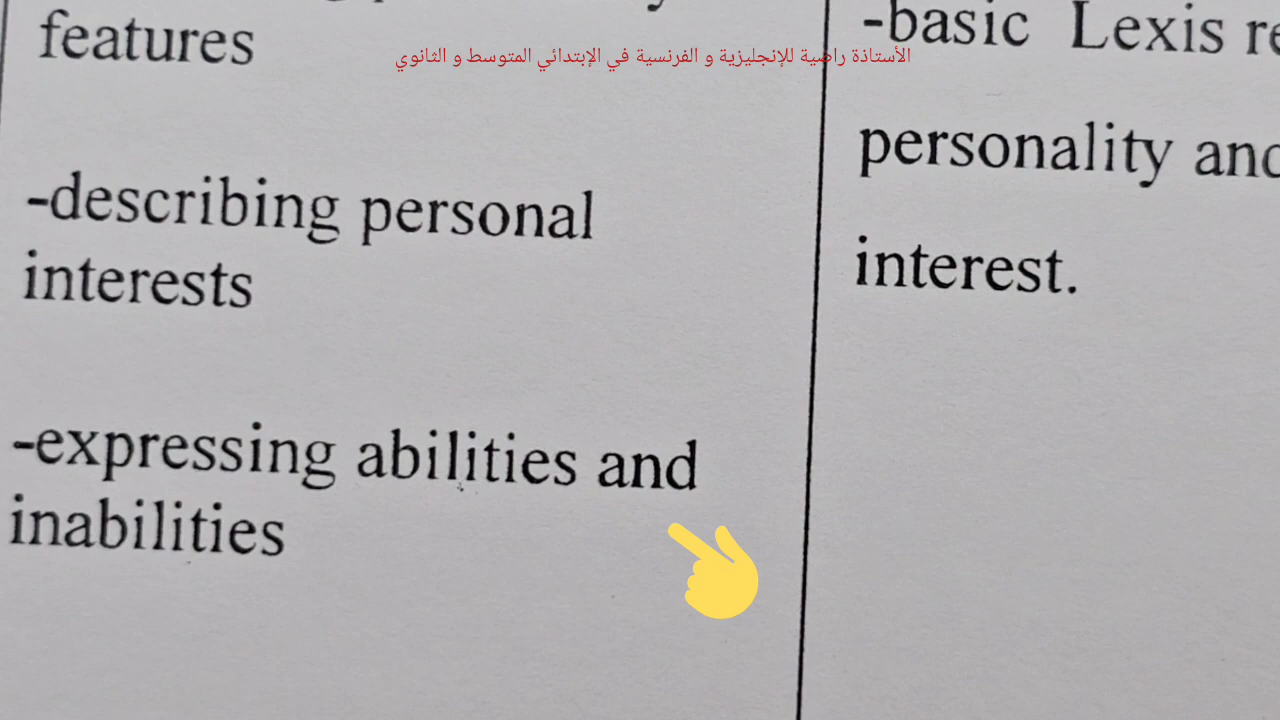 features
الأستاذة راضية للإنجليزية و الفرنسية في الإبتدائي المتوسط و الثانوي
-describing personal
interests
-expressing abilities and
inabilities
-basic Lexis
personality
interest.